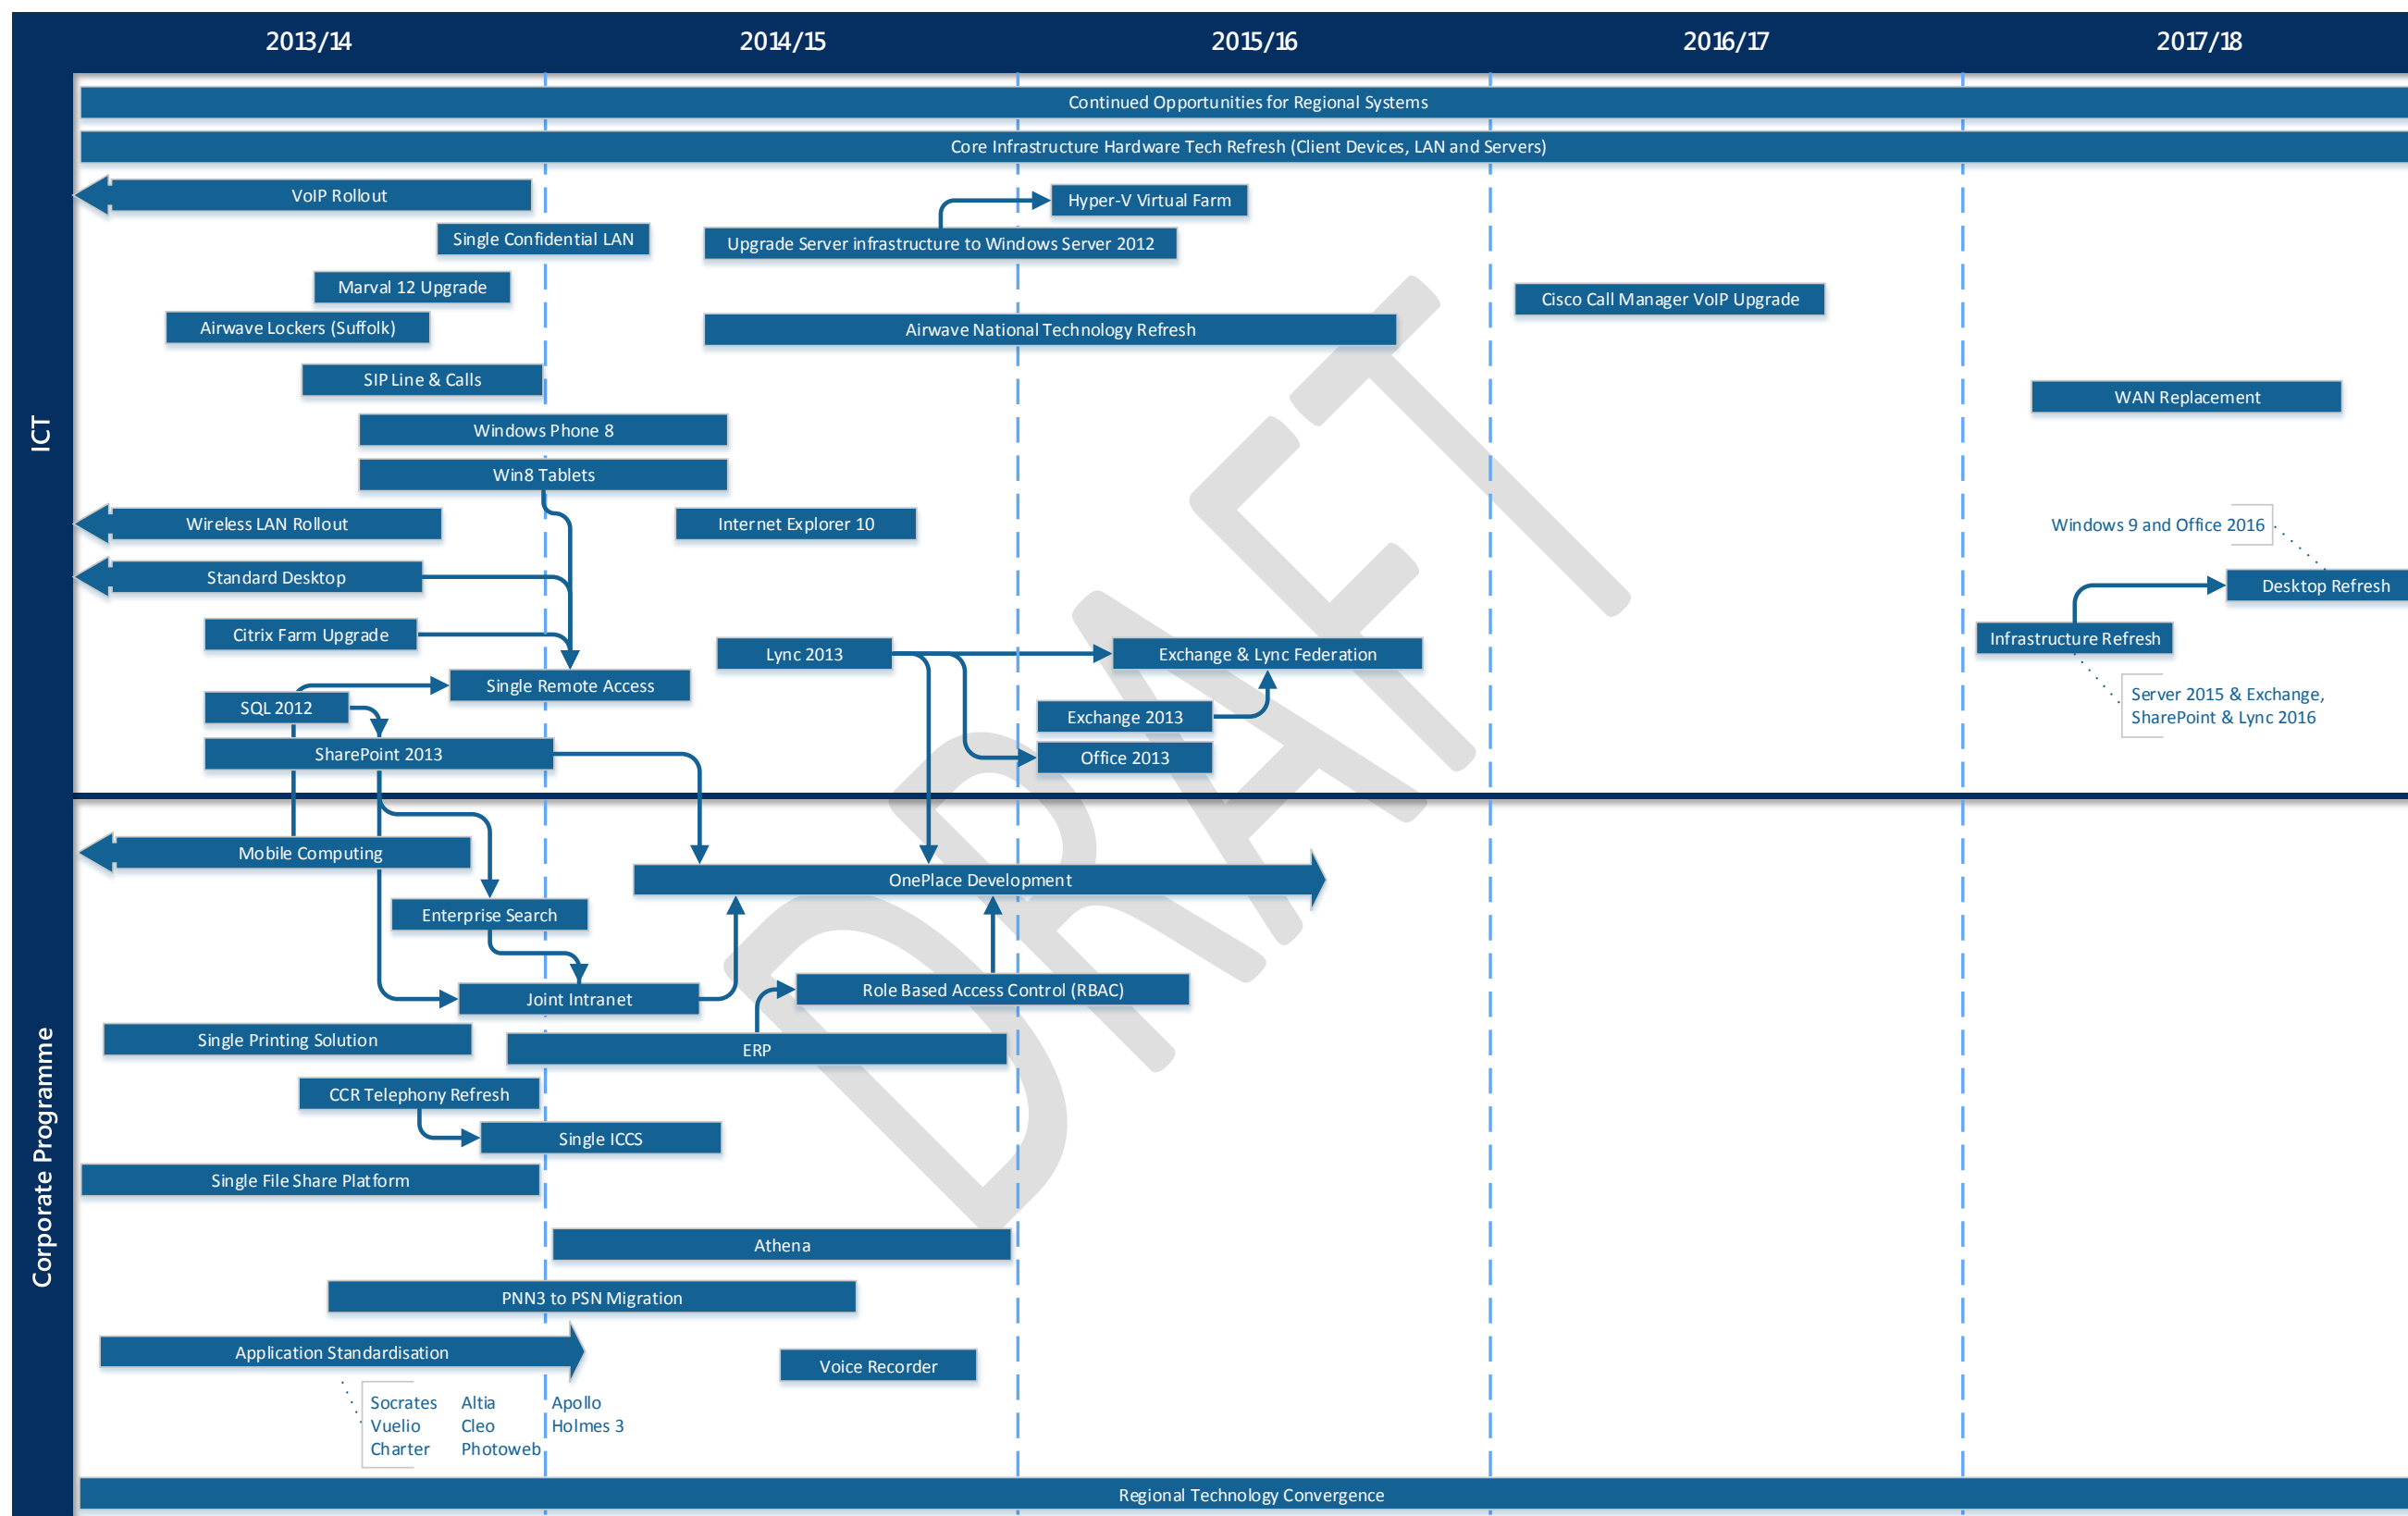 2013/14
2014/15
2015/16
2016/17
2017/18
ICT
Continued Opportunities for Regional Systems
Core Infrastructure Hardware Tech Refresh (Client Devices, LAN and Servers)
VoIP Rollout
Hyper-V Virtual Farm
Single Confidential LAN
Upgrade Server infrastructure to Windows Server 2012
Marval 12 Upgrade
Cisco Call Manager VoIP Upgrade
Airwave Lockers (Suffolk)
Airwave National Technology Refresh
SIP Line & Calls
WAN Replacement
Windows Phone 8
Win8 Tablets
Wireless LAN Rollout
Internet Explorer 10
Windows 9 and Office 2016
Standard Desktop
Desktop Refresh
Citrix Farm Upgrade
Infrastructure Refresh
Lync 2013
Exchange & Lync Federation
Single Remote Access
Server 2015 & Exchange,
SharePoint & Lync 2016
SQL 2012
Exchange 2013
SharePoint 2013
Office 2013
Corporate Programme
Mobile Computing
OnePlace Development
Enterprise Search
Joint Intranet
Role Based Access Control (RBAC)
Single Printing Solution
ERP
CCR Telephony Refresh
Single ICCS
Single File Share Platform
Athena
PNN3 to PSN Migration
Application Standardisation
Voice Recorder
Socrates Altia Apollo
Vuelio Cleo Holmes 3
Charter Photoweb
Regional Technology Convergence
DRAFT